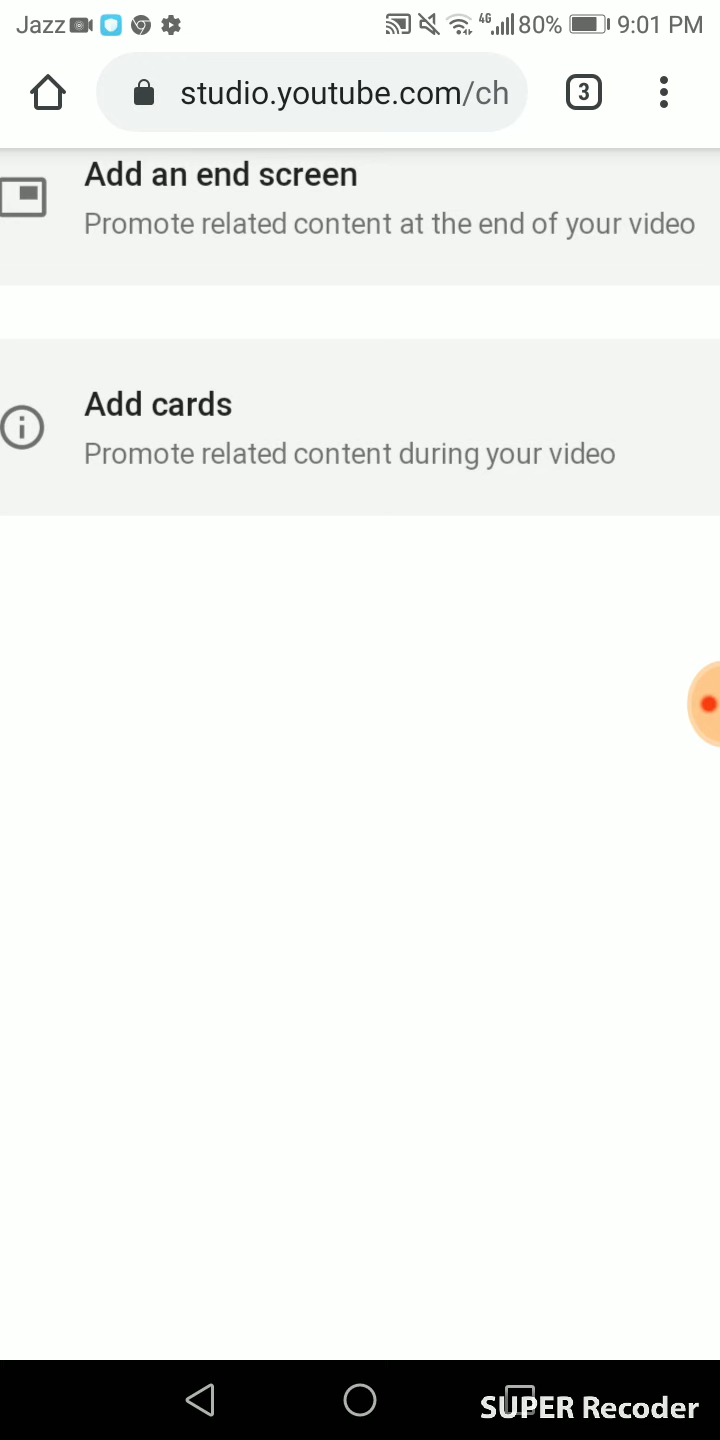 Jazz 4G 80% 9:01 PM
studio.youtube.com/ch 3
Add an end screen
Promote related content at the end of your video
Add cards
Promote related content during your video
SUPER Recoder